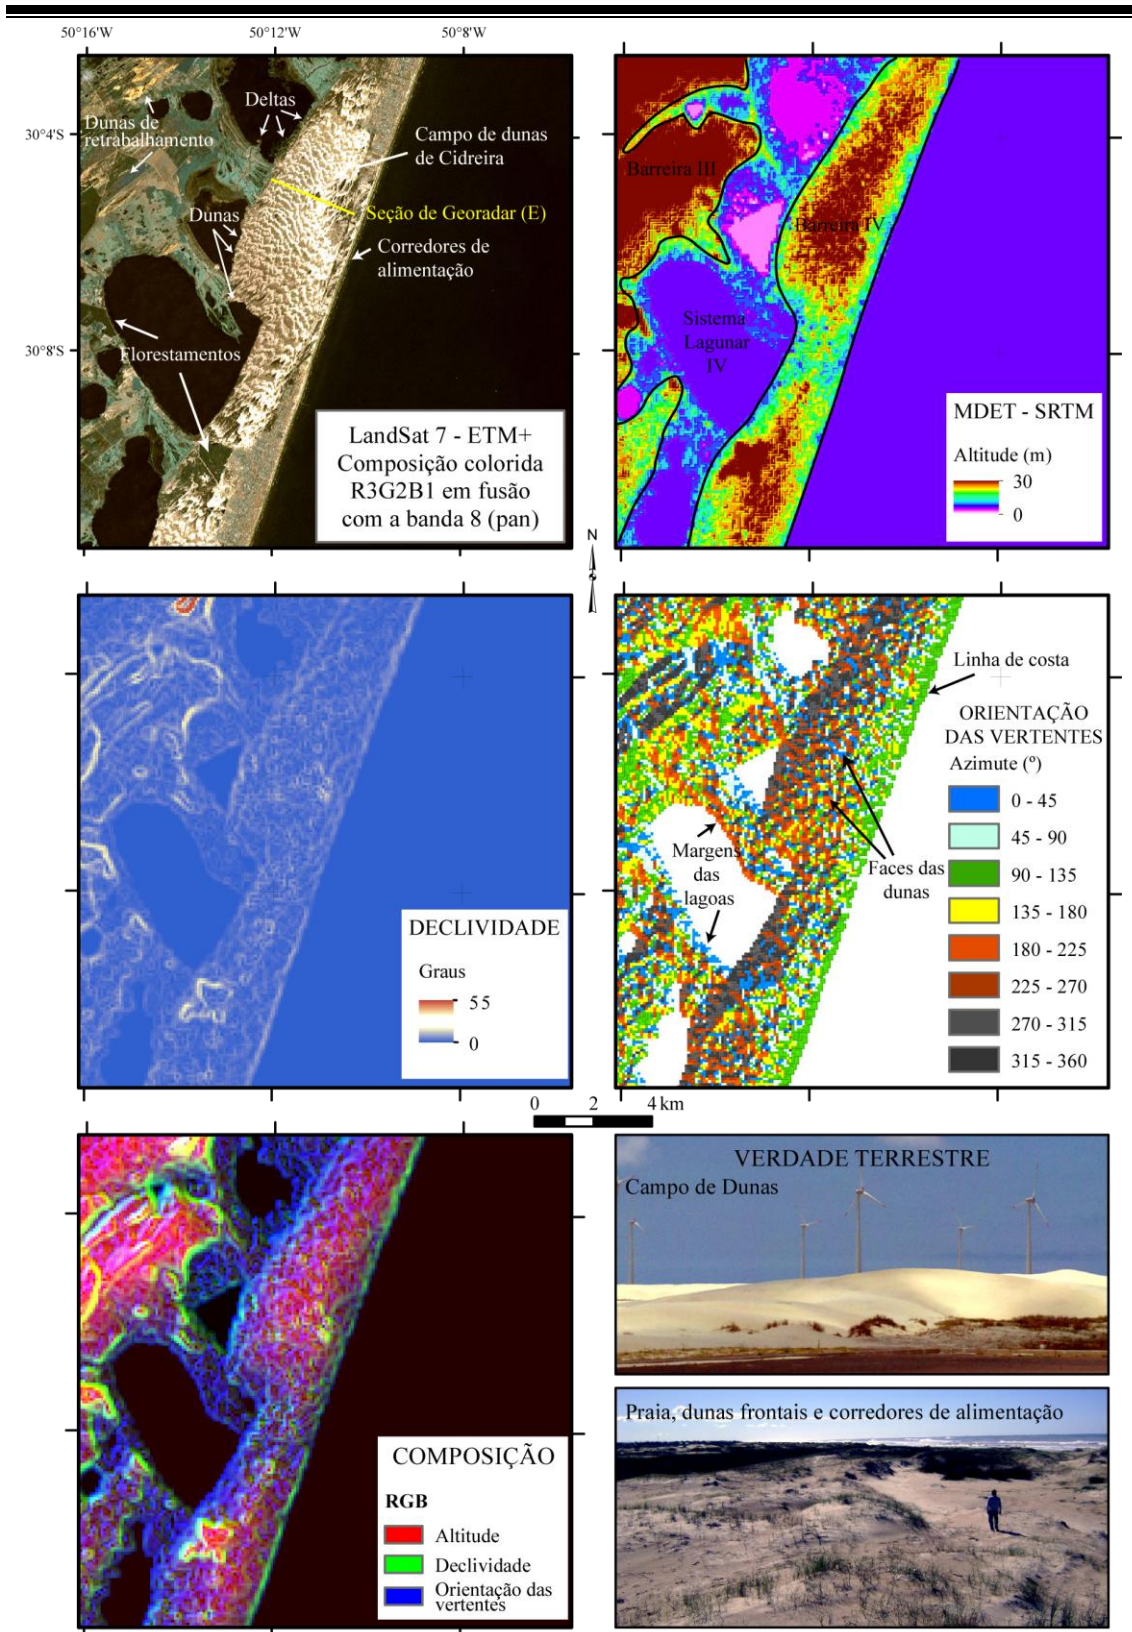 50°16'W
50°12'W
50°8'W
30°4'S
30°8'S
Deltas
Dunas de
retrabalhamento
Campo de dunas
de Cidreira
Dunas
Seção de Georadar (E)
Corredores de
alimentação
Florestamentos
LandSat 7 - ETM+
Composição colorida
R3G2B1 em fusão
com a banda 8 (pan)
Barreira III
Barreira IV
Sistema
Lagunar
IV
MDET - SRTM
Altitude (m)
30
0
N
DECLIVIDADE
Graus
55
0
Linha de costa
ORIENTAÇÃO
DAS VERTENTES
Azimute (º)
0 - 45
45 - 90
90 - 135
135 - 180
180 - 225
225 - 270
270 - 315
315 - 360
Margens
das
lagoas
Faces das
dunas
0 2 4 km
COMPOSIÇÃO
RGB
Altitude
Declividade
Orientação das
vertentes
VERDADE TERRESTRE
Campo de Dunas
Praia, dunas frontais e corredores de alimentação